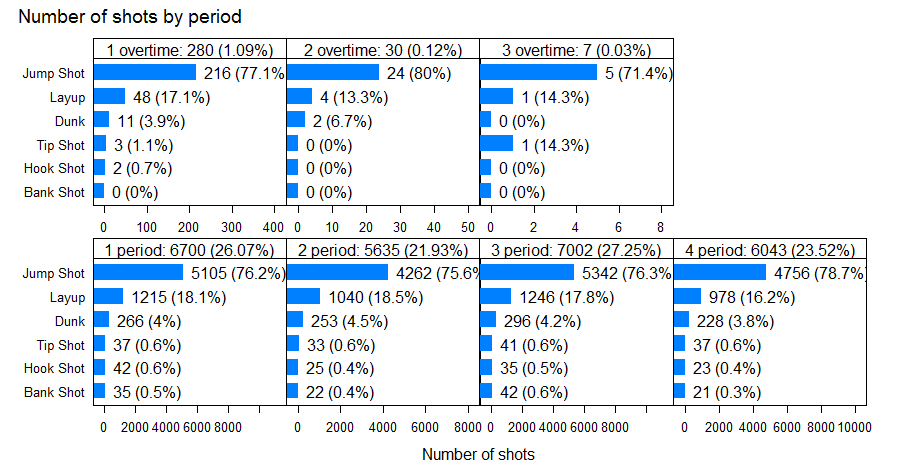 Number of shots by period
1 overtime: 280 (1.09%) 2 overtime: 30 (0.12%) 3 overtime: 7 (0.03%)
Jump Shot 216 (77.1% 24 (80%) 5 (71.4%)
Layup 48 (17.1%) 4 (13.3%) 1 (14.3%)
Dunk 11 (3.9%) 2 (6.7%) 0 (0%)
Tip Shot 3 (1.1%) 0 (0%) 1 (14.3%)
Hook Shot 2 (0.7%) 0 (0%) 0 (0%)
Bank Shot 0 (0%) 0 (0%) 0 (0%)
0 100 200 300 400 0 10 20 30 40 50 0 2 4 6 8
1 period: 6700 (26.07%) 2 period: 5635 (21.93%) 3 period: 7002 (27.25%) 4 period: 6043 (23.52%)
Jump Shot 5105 (76.2%) 4262 (75.6% 5342 (76.3% 4756 (78.7%)
Layup 1215 (18.1%) 1040 (18.5%) 1246 (17.8%) 978 (16.2%)
Dunk 266 (4%) 253 (4.5%) 296 (4.2%) 228 (3.8%)
Tip Shot 37 (0.6%) 33 (0.6%) 41 (0.6%) 37 (0.6%)
Hook Shot 42 (0.6%) 25 (0.4%) 35 (0.5%) 23 (0.4%)
Bank Shot 35 (0.5%) 22 (0.4%) 42 (0.6%) 21 (0.3%)
0 2000 4000 6000 8000 0 2000 4000 6000 8000 0 2000 4000 6000 8000 0 2000 4000 6000 8000 10000
Number of shots